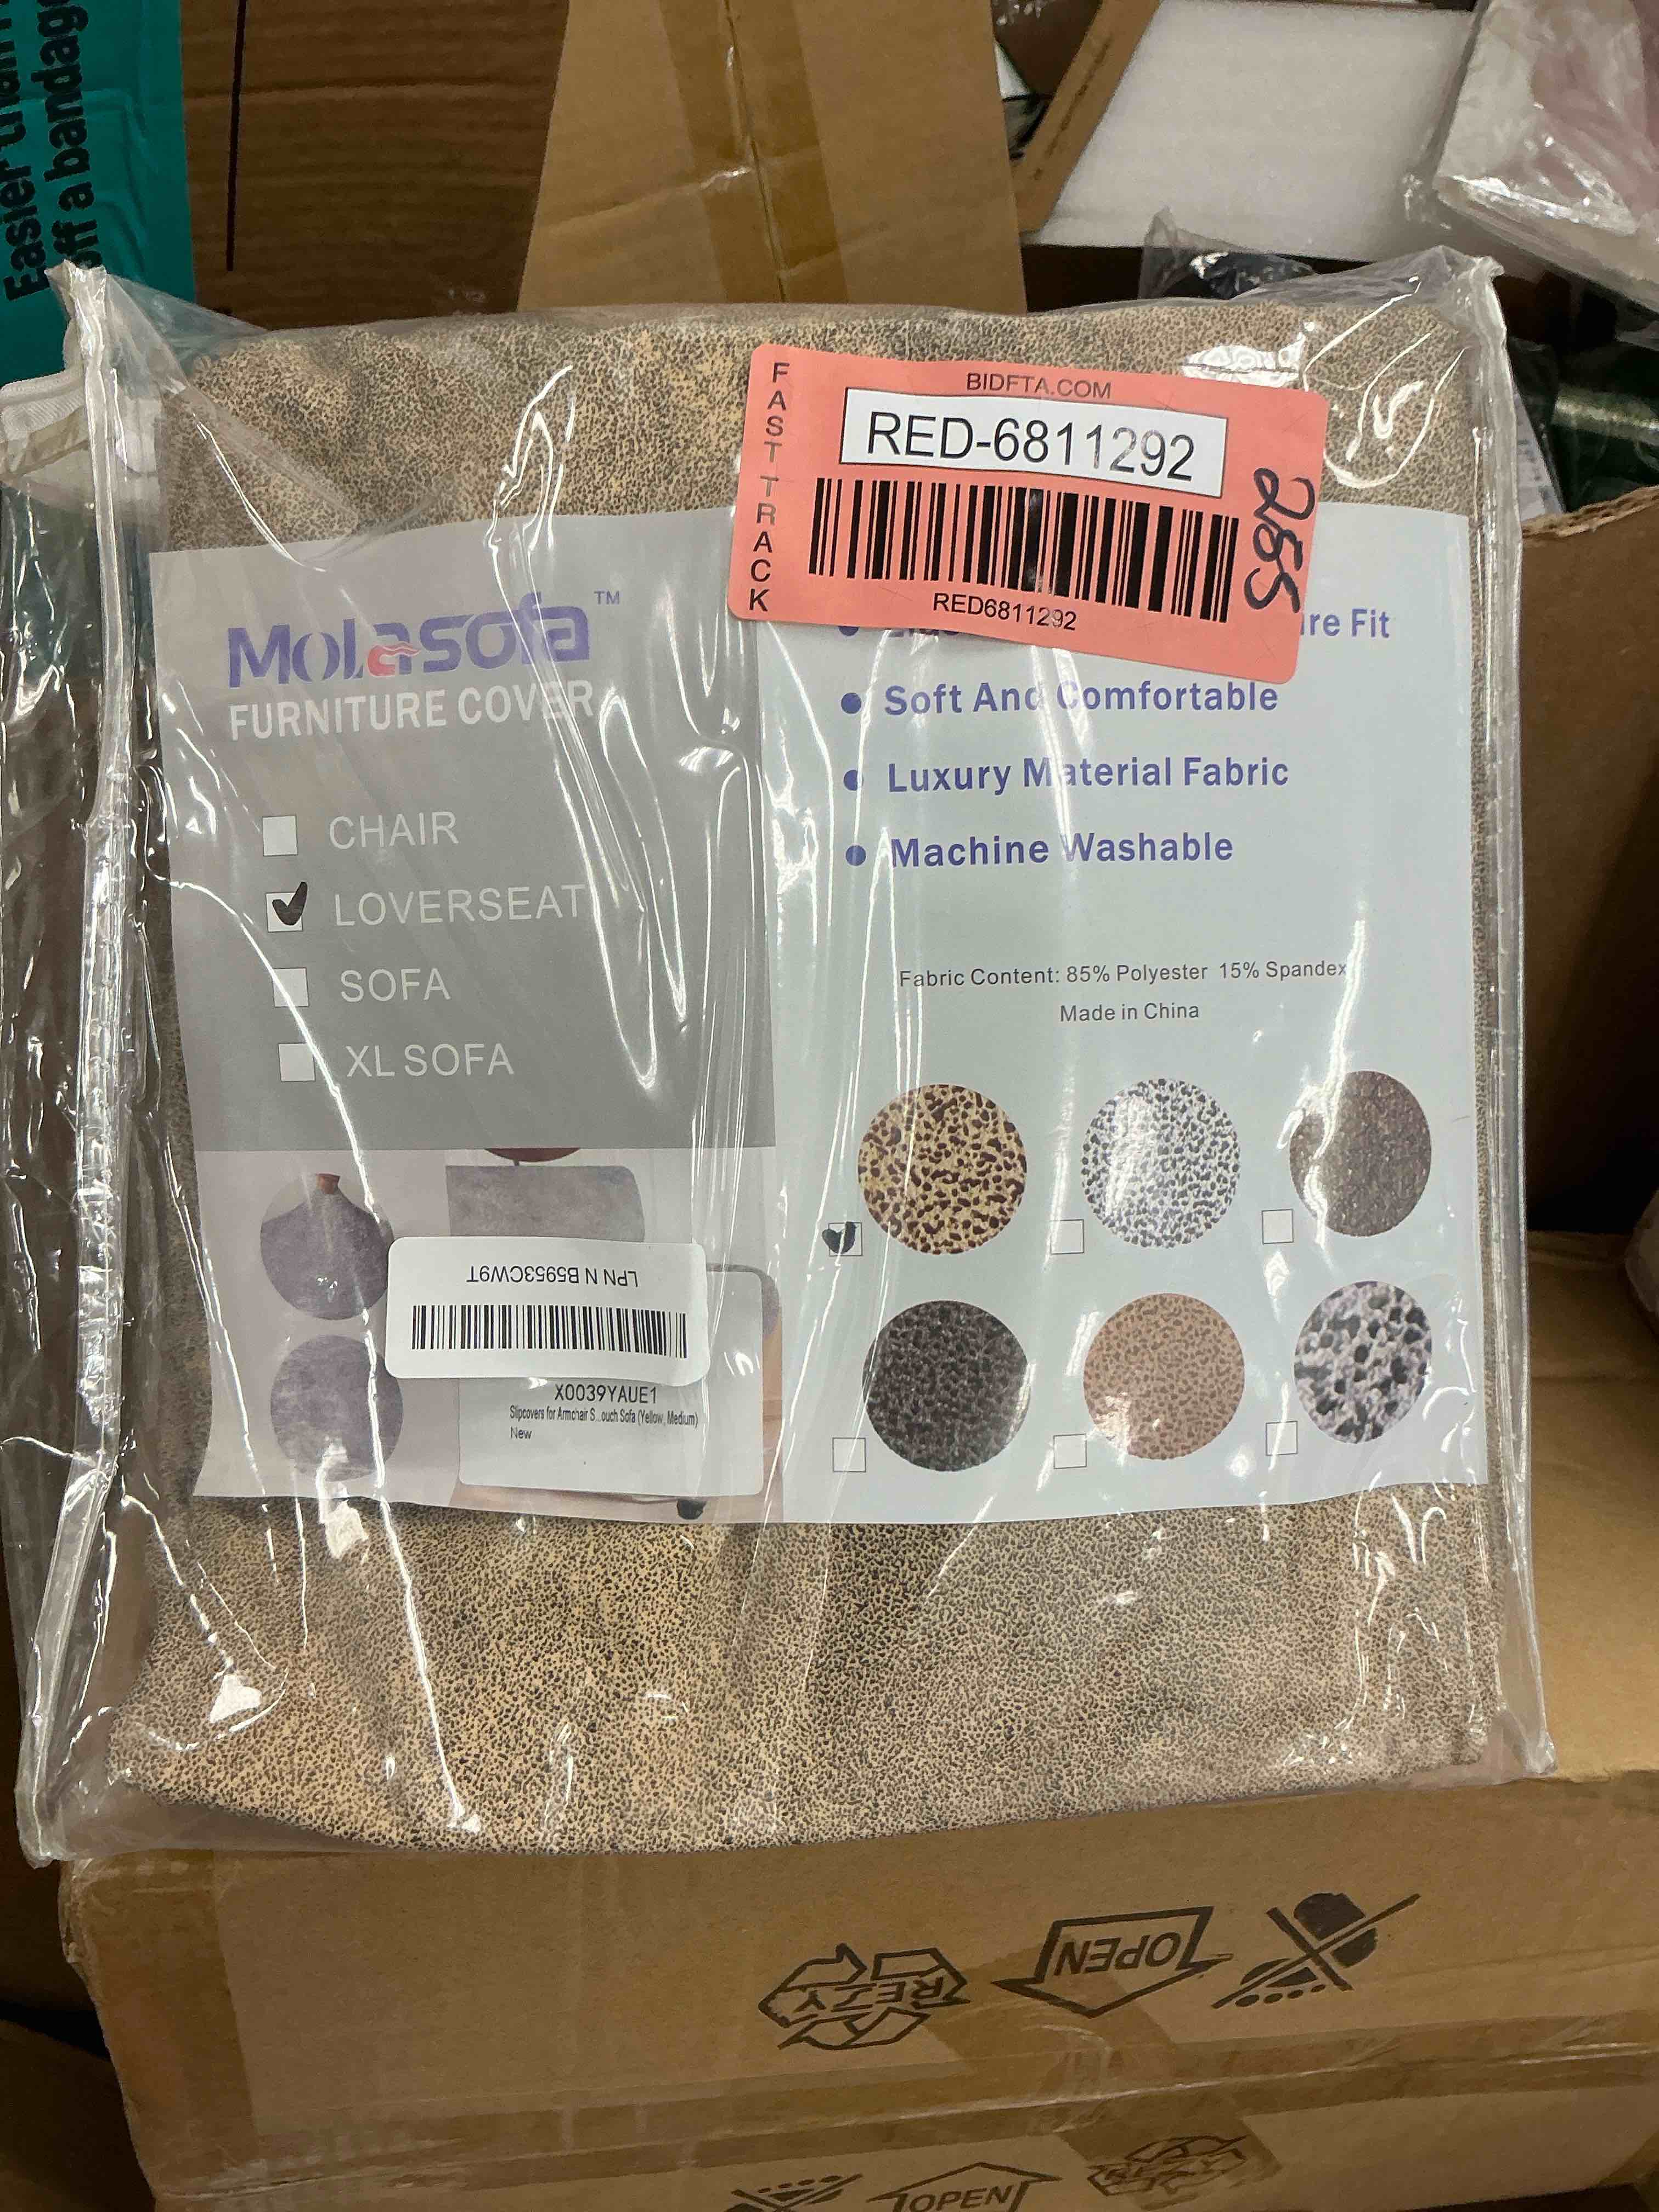 Easier than
off a bandage
FAST TRACK
BIDFTA.COM
RED-6811292
RED6811292
285
Molasofa™
FURNITURE COVER
CHAIR
LOVERSEAT
SOFA
XL SOFA
re Fit
Soft And Comfortable
Luxury Material Fabric
Machine Washable
Fabric Content: 85% Polyester 15% Spandex
Made in China
LPN N B5953CW9T
X0039YAUE1
Slipcovers for Armchair S...ouch Sofa (Yellow, Medium)
New
OPEN
OPEN